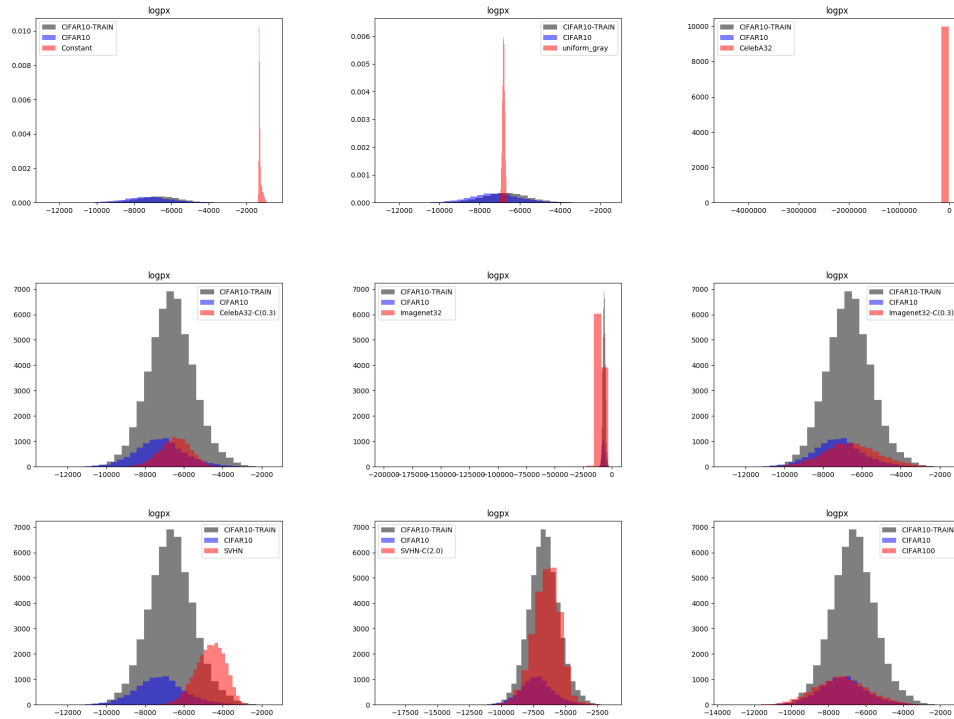 logpx
CIFAR10-TRAIN
CIFAR10
Constant
0.010
0.008
0.006
0.004
0.002
0.000
−12000 −10000 −8000 −6000 −4000 −2000
logpx
CIFAR10-TRAIN
CIFAR10
uniform_gray
0.006
0.005
0.004
0.003
0.002
0.001
0.000
−12000 −10000 −8000 −6000 −4000 −2000
logpx
CIFAR10-TRAIN
CIFAR10
CelebA32
10000
8000
6000
4000
2000
0
−4000000 −3000000 −2000000 −1000000 0
logpx
CIFAR10-TRAIN
CIFAR10
CelebA32-C(0.3)
7000
6000
5000
4000
3000
2000
1000
0
−12000 −10000 −8000 −6000 −4000 −2000
logpx
CIFAR10-TRAIN
CIFAR10
Imagenet32
7000
6000
5000
4000
3000
2000
1000
0
−200000−175000−150000−125000−100000−75000 −50000 −25000 0
logpx
CIFAR10-TRAIN
CIFAR10
Imagenet32-C(0.3)
7000
6000
5000
4000
3000
2000
1000
0
−12000 −10000 −8000 −6000 −4000 −2000
logpx
CIFAR10-TRAIN
CIFAR10
SVHN
7000
6000
5000
4000
3000
2000
1000
0
−12000 −10000 −8000 −6000 −4000 −2000
logpx
CIFAR10-TRAIN
CIFAR10
SVHN-C(2.0)
7000
6000
5000
4000
3000
2000
1000
0
−17500 −15000 −12500 −10000 −7500 −5000 −2500
logpx
CIFAR10-TRAIN
CIFAR10
CIFAR100
7000
6000
5000
4000
3000
2000
1000
0
−14000 −12000 −10000 −8000 −6000 −4000 −2000